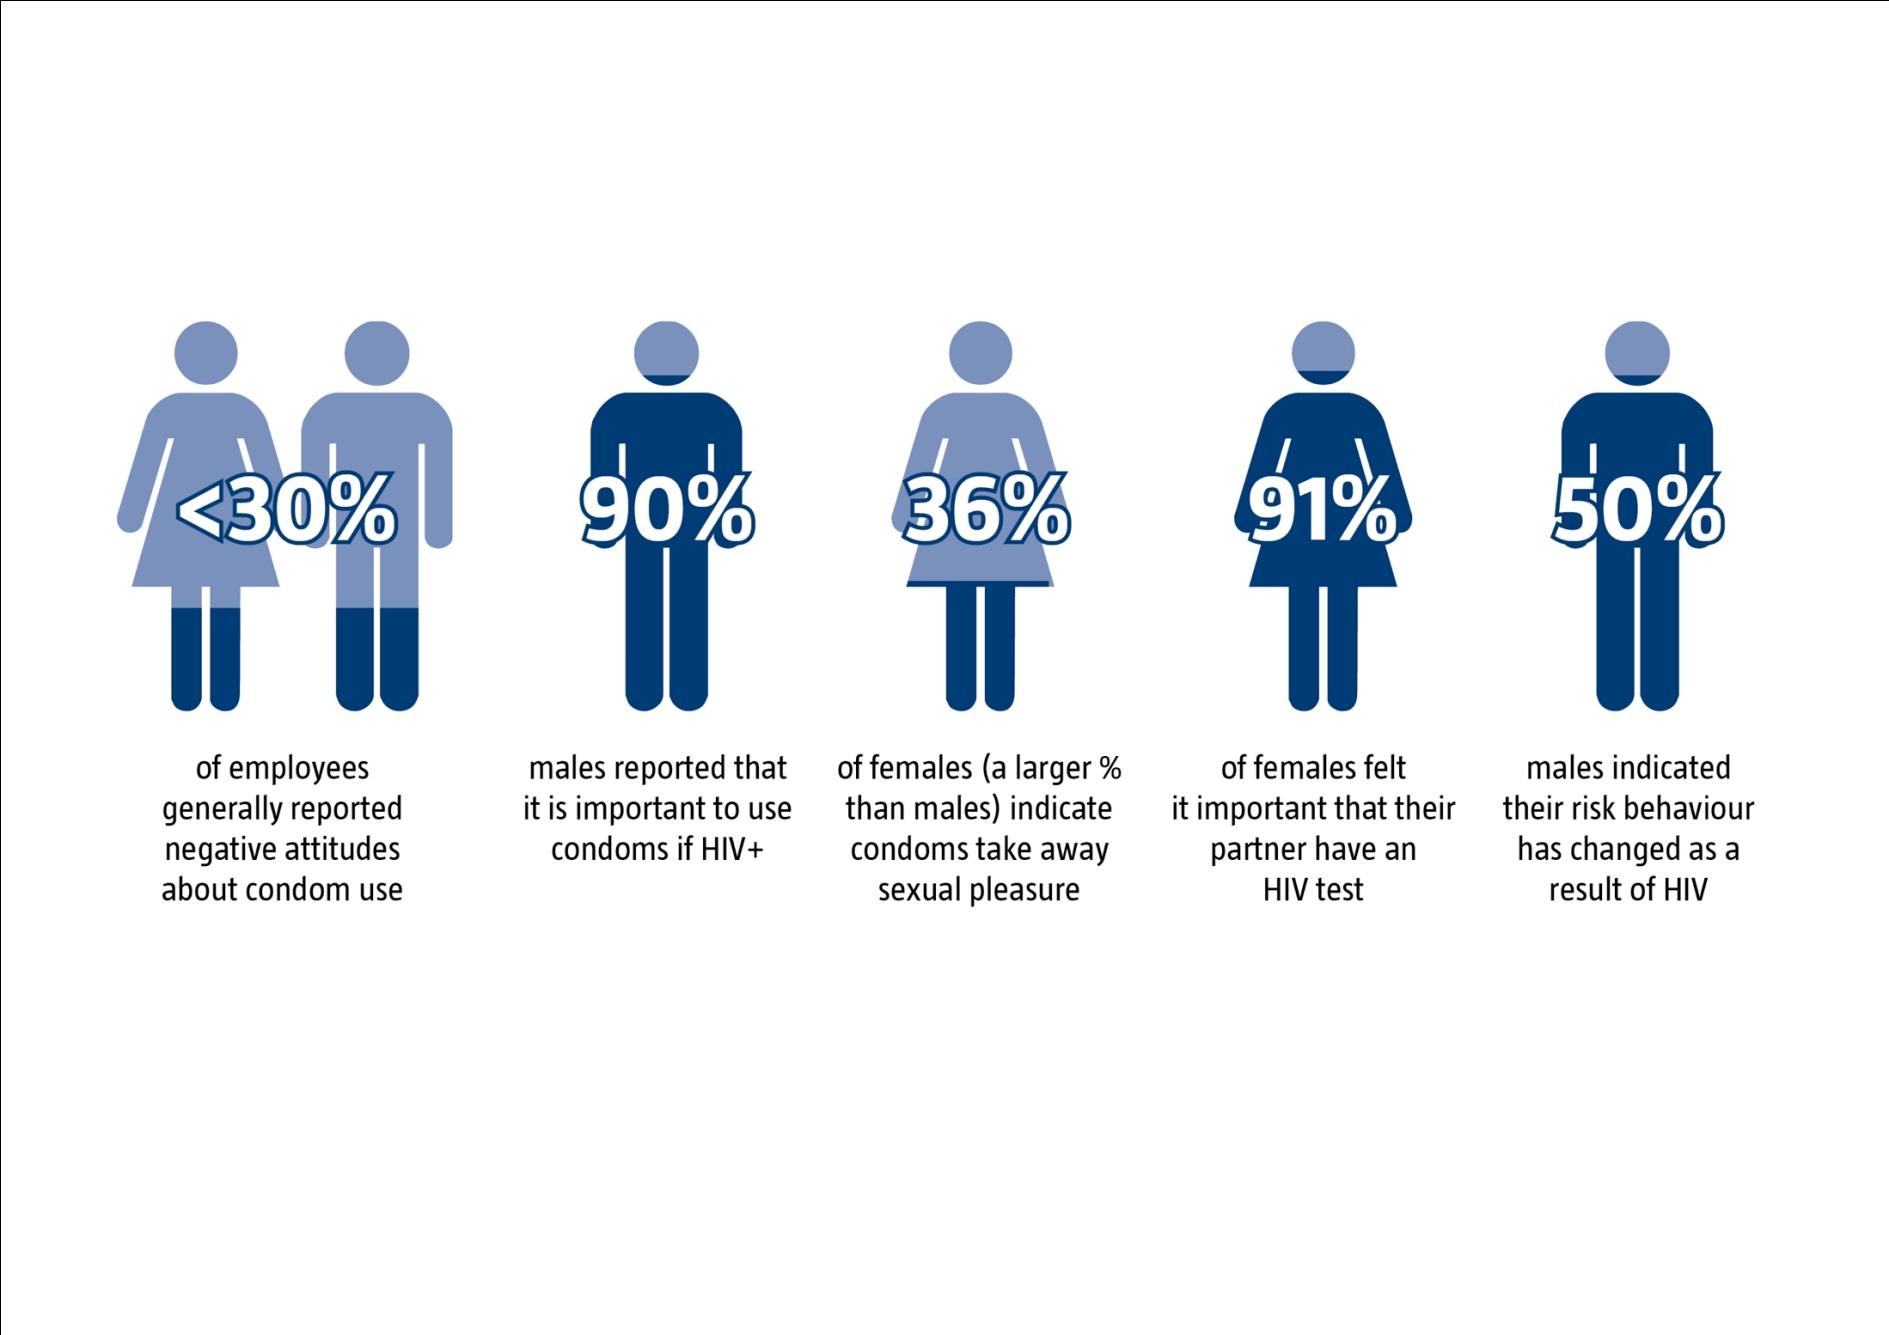 <30%
of employees
generally reported
negative attitudes
about condom use
90%
males reported that
it is important to use
condoms if HIV+
36%
of females (a larger %
than males) indicate
condoms take away
sexual pleasure
91%
of females felt
it important that their
partner have an
HIV test
50%
males indicated
their risk behaviour
has changed as a
result of HIV